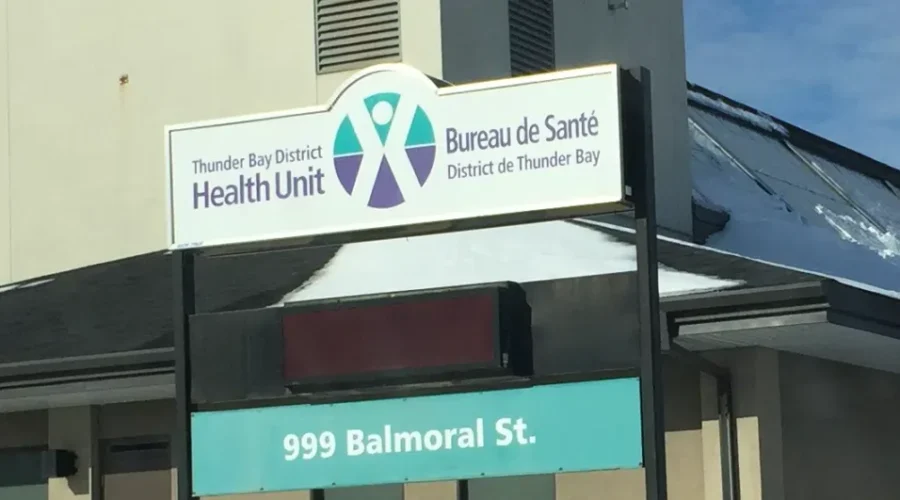 Thunder Bay District
Health Unit
Bureau de Santé
District de Thunder Bay
999 Balmoral St.